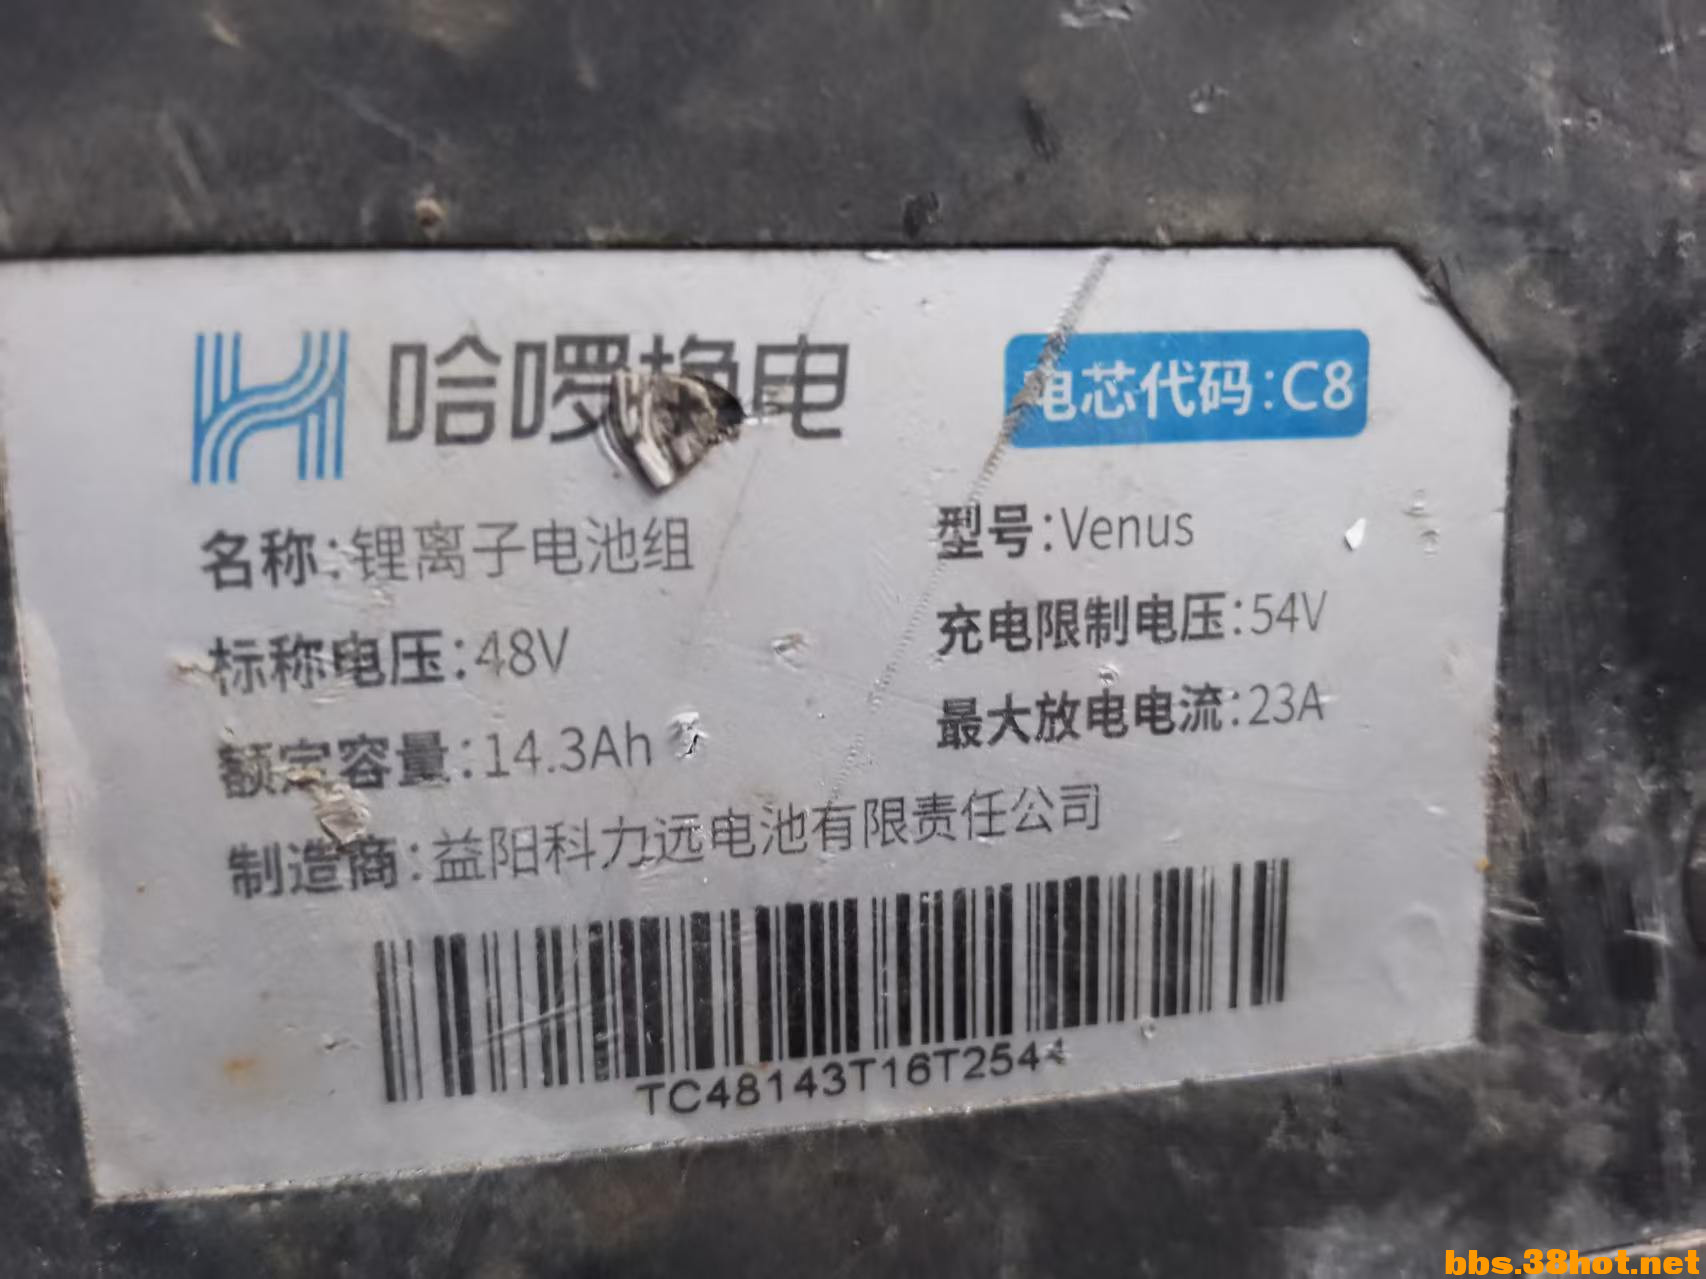 哈啰换电
电芯代码:C8
名称:锂离子电池组
型号:Venus
标称电压:48V
充电限制电压:54V
额定容量:14.3Ah
最大放电电流:23A
制造商:益阳科力远电池有限责任公司
TC48143T16T2544
bbs.38hot.net